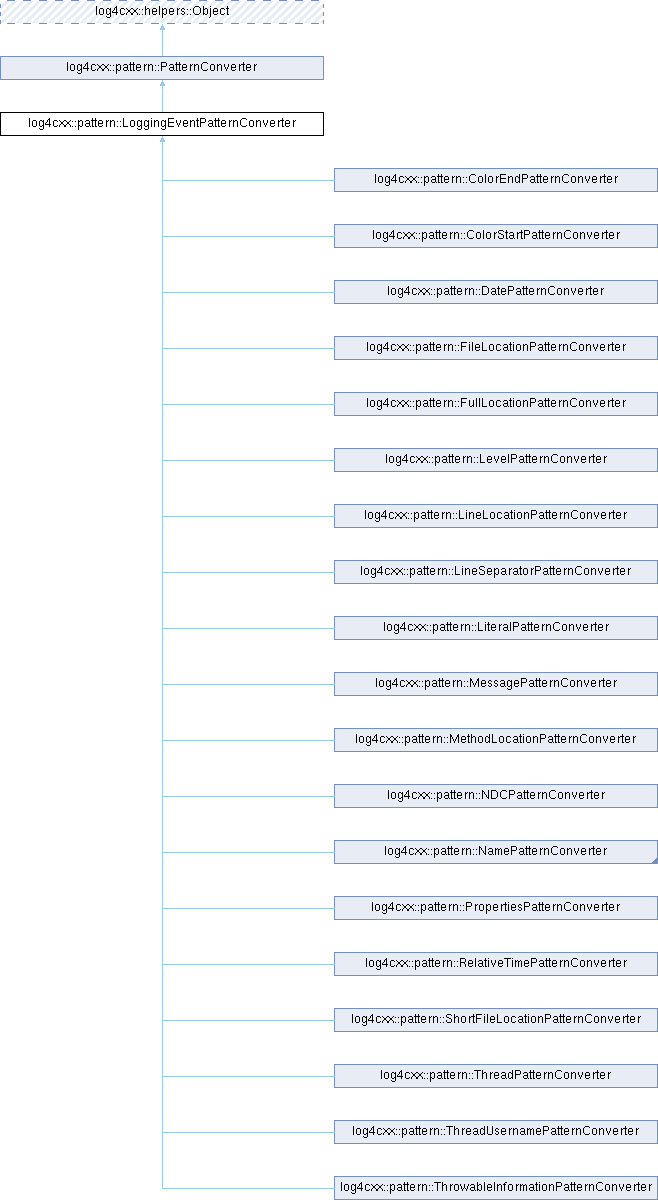 log4cxx::helpers::Object
log4cxx::pattern::PatternConverter
log4cxx::pattern::LoggingEventPatternConverter
log4cxx::pattern::ColorEndPatternConverter
log4cxx::pattern::ColorStartPatternConverter
log4cxx::pattern::DatePatternConverter
log4cxx::pattern::FileLocationPatternConverter
log4cxx::pattern::FullLocationPatternConverter
log4cxx::pattern::LevelPatternConverter
log4cxx::pattern::LineLocationPatternConverter
log4cxx::pattern::LineSeparatorPatternConverter
log4cxx::pattern::LiteralPatternConverter
log4cxx::pattern::MessagePatternConverter
log4cxx::pattern::MethodLocationPatternConverter
log4cxx::pattern::NDCPatternConverter
log4cxx::pattern::NamePatternConverter
log4cxx::pattern::PropertiesPatternConverter
log4cxx::pattern::RelativeTimePatternConverter
log4cxx::pattern::ShortFileLocationPatternConverter
log4cxx::pattern::ThreadPatternConverter
log4cxx::pattern::ThreadUsernamePatternConverter
log4cxx::pattern::ThrowableInformationPatternConverter